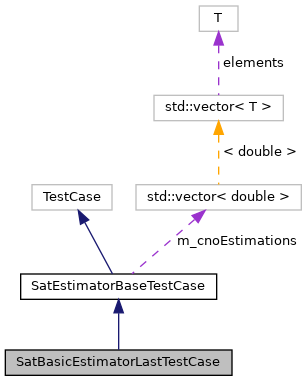 T
elements
std::vector< T >
< double >
TestCase
std::vector< double >
m_cnoEstimations
SatEstimatorBaseTestCase
SatBasicEstimatorLastTestCase